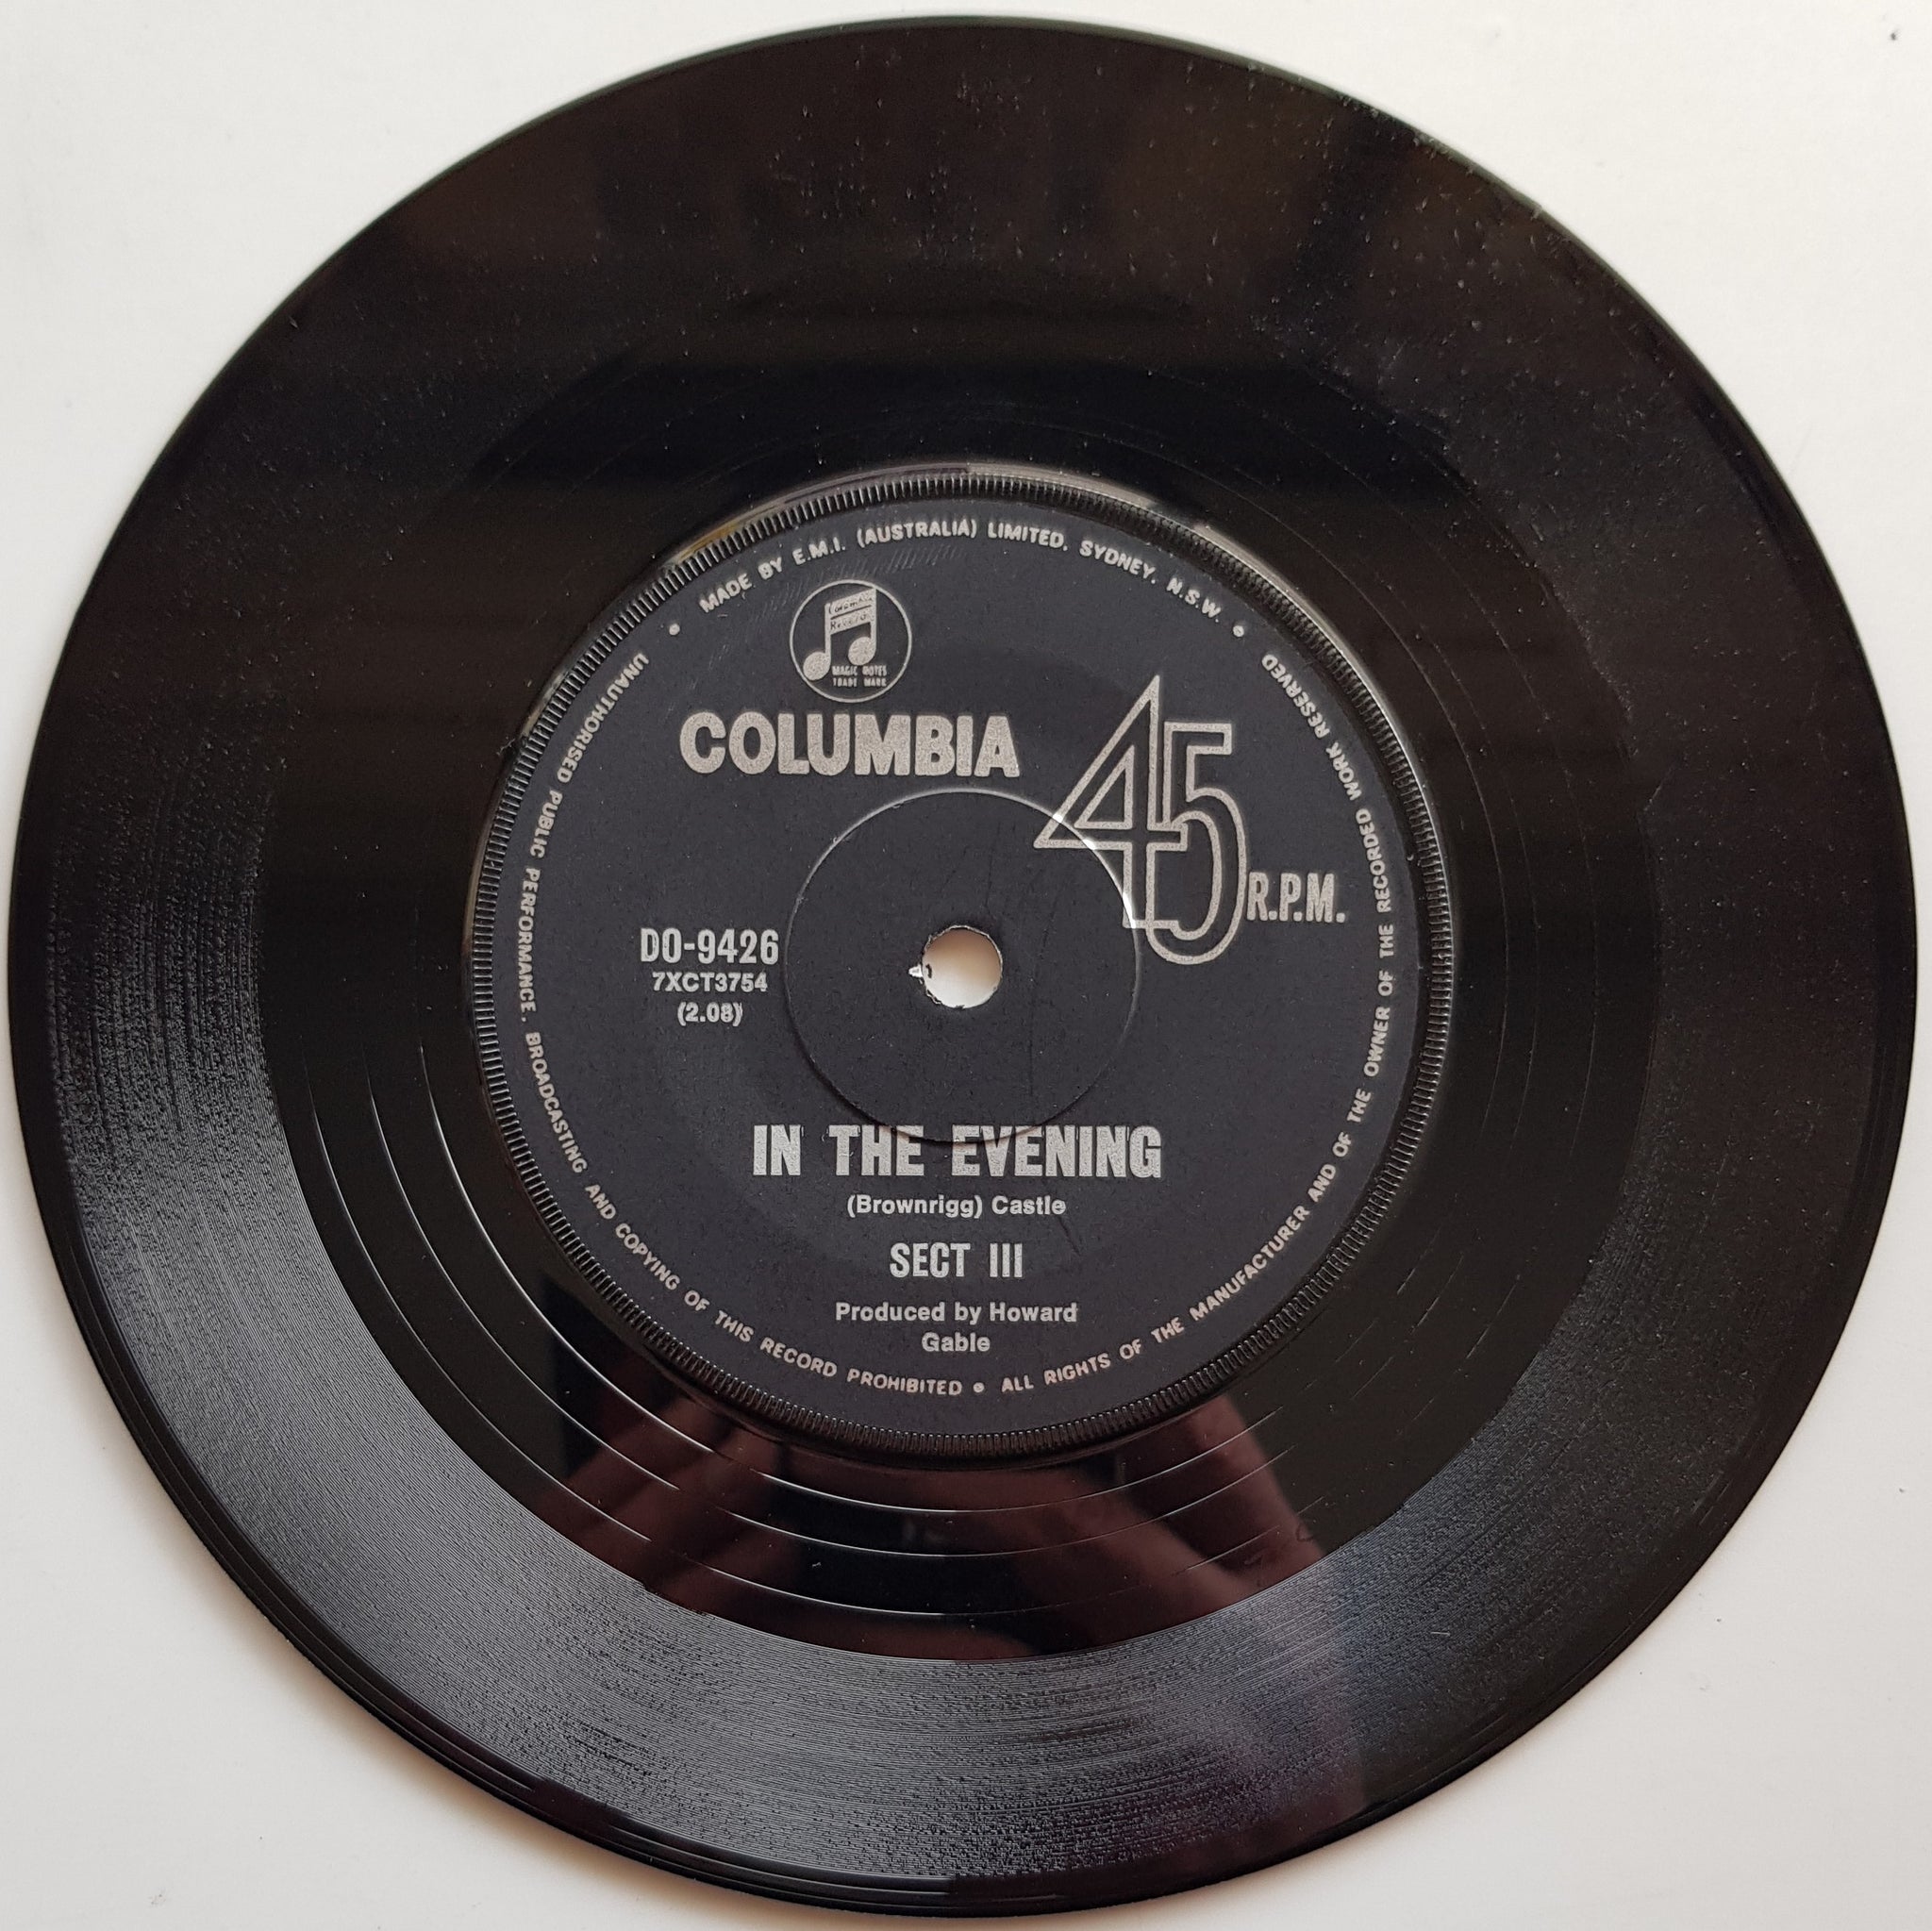 MADE BY E.M.I. (AUSTRALIA) LIMITED. SYDNEY. N.S.W. •
Columbia
Records
MAGIC NOTES
TRADE MARK
COLUMBIA
45 R.P.M.
DO-9426
7XCT3754
(2.08)
IN THE EVENING
(Brownrigg) Castle
SECT III
Produced by Howard
Gable
• UNAUTHORISED PUBLIC PERFORMANCE, BROADCASTING AND COPYING OF THIS RECORD PROHIBITED • ALL RIGHTS OF THE MANUFACTURER AND OF THE OWNER OF THE RECORDED WORK RESERVED